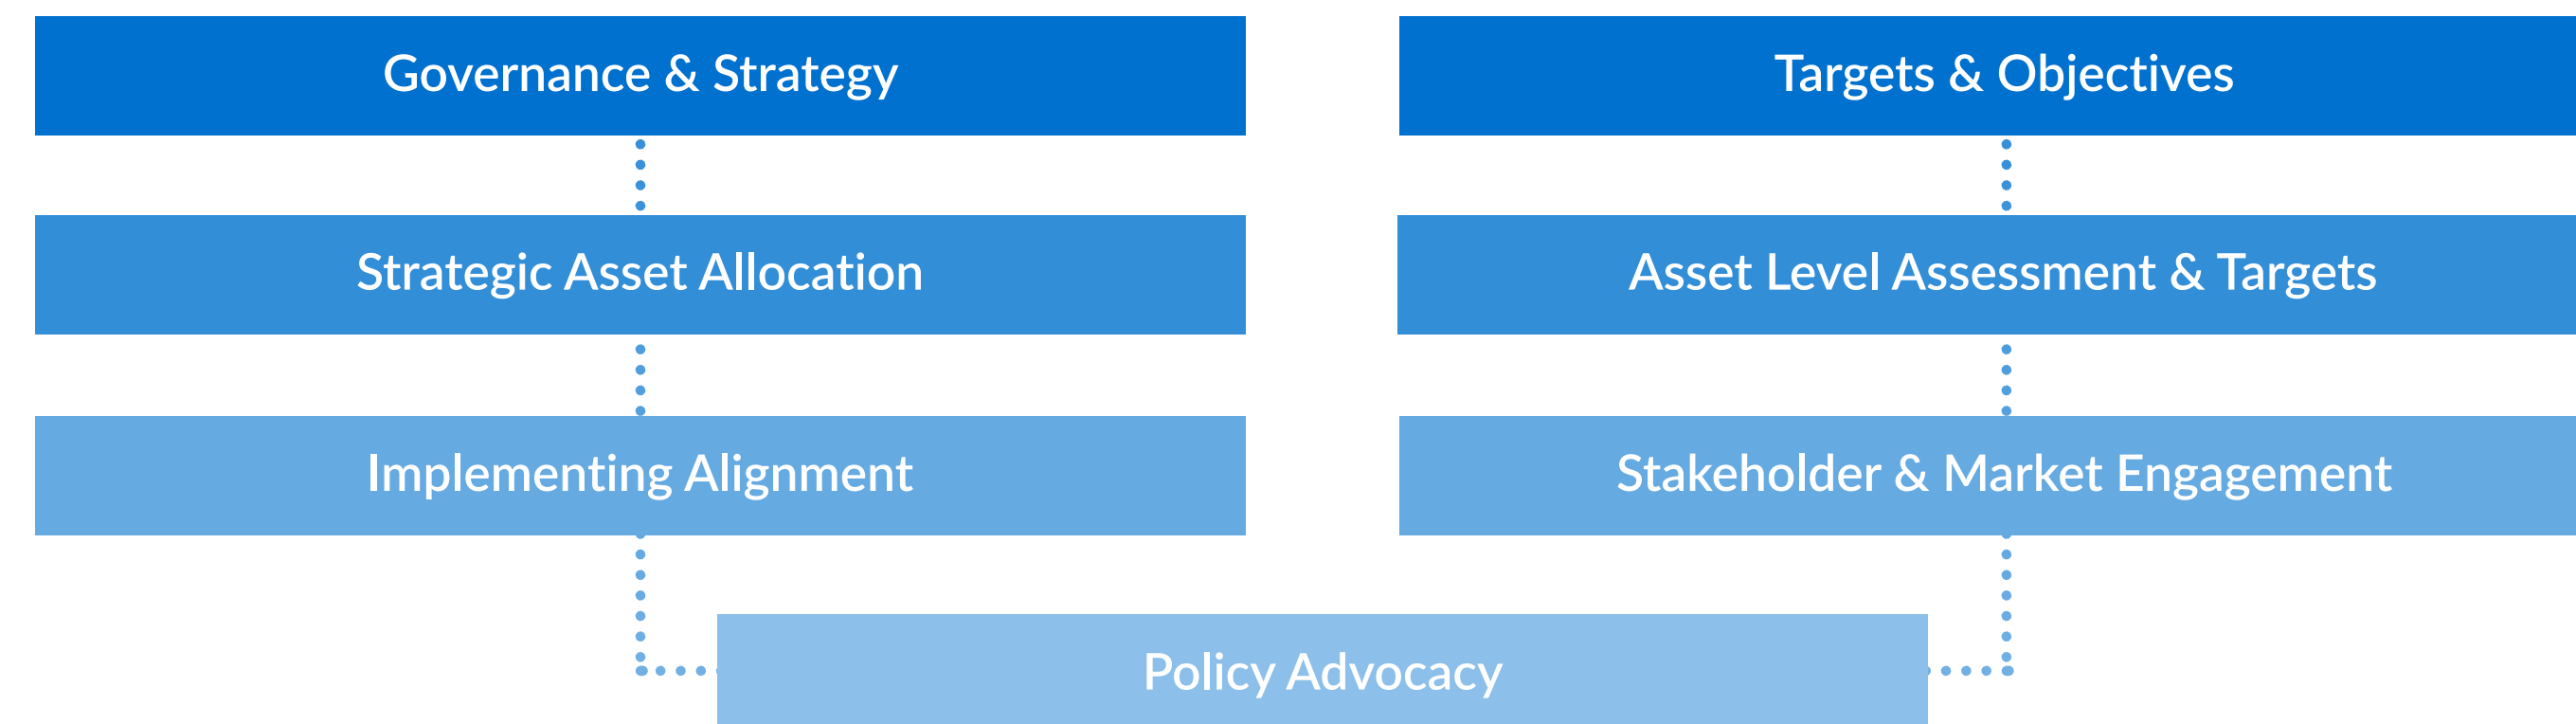 Governance & Strategy
Targets & Objectives
Strategic Asset Allocation
Asset Level Assessment & Targets
Implementing Alignment
Stakeholder & Market Engagement
Policy Advocacy